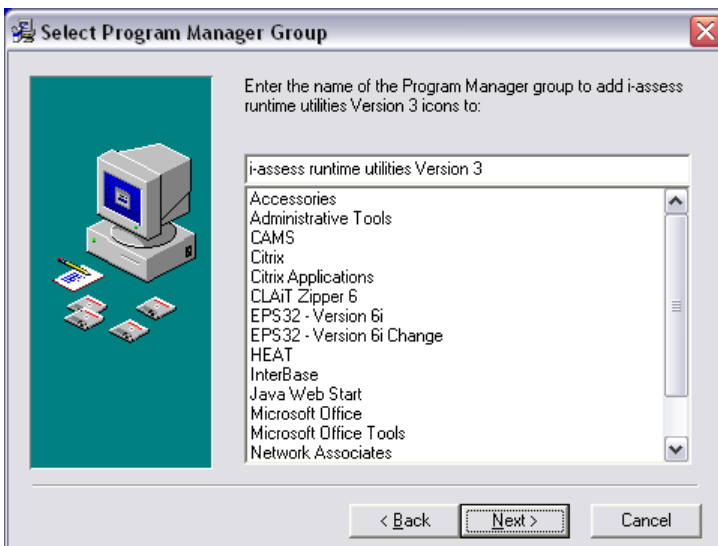 Select Program Manager Group
Enter the name of the Program Manager group to add i-assess
runtime utilities Version 3 icons to:
i-assess runtime utilities Version 3
Accessories
Administrative Tools
CAMS
Citrix
Citrix Applications
CLAiT Zipper 6
EPS32 - Version 6i
EPS32 - Version 6i Change
HEAT
InterBase
Java Web Start
Microsoft Office
Microsoft Office Tools
Network Associates
< Back Next > Cancel